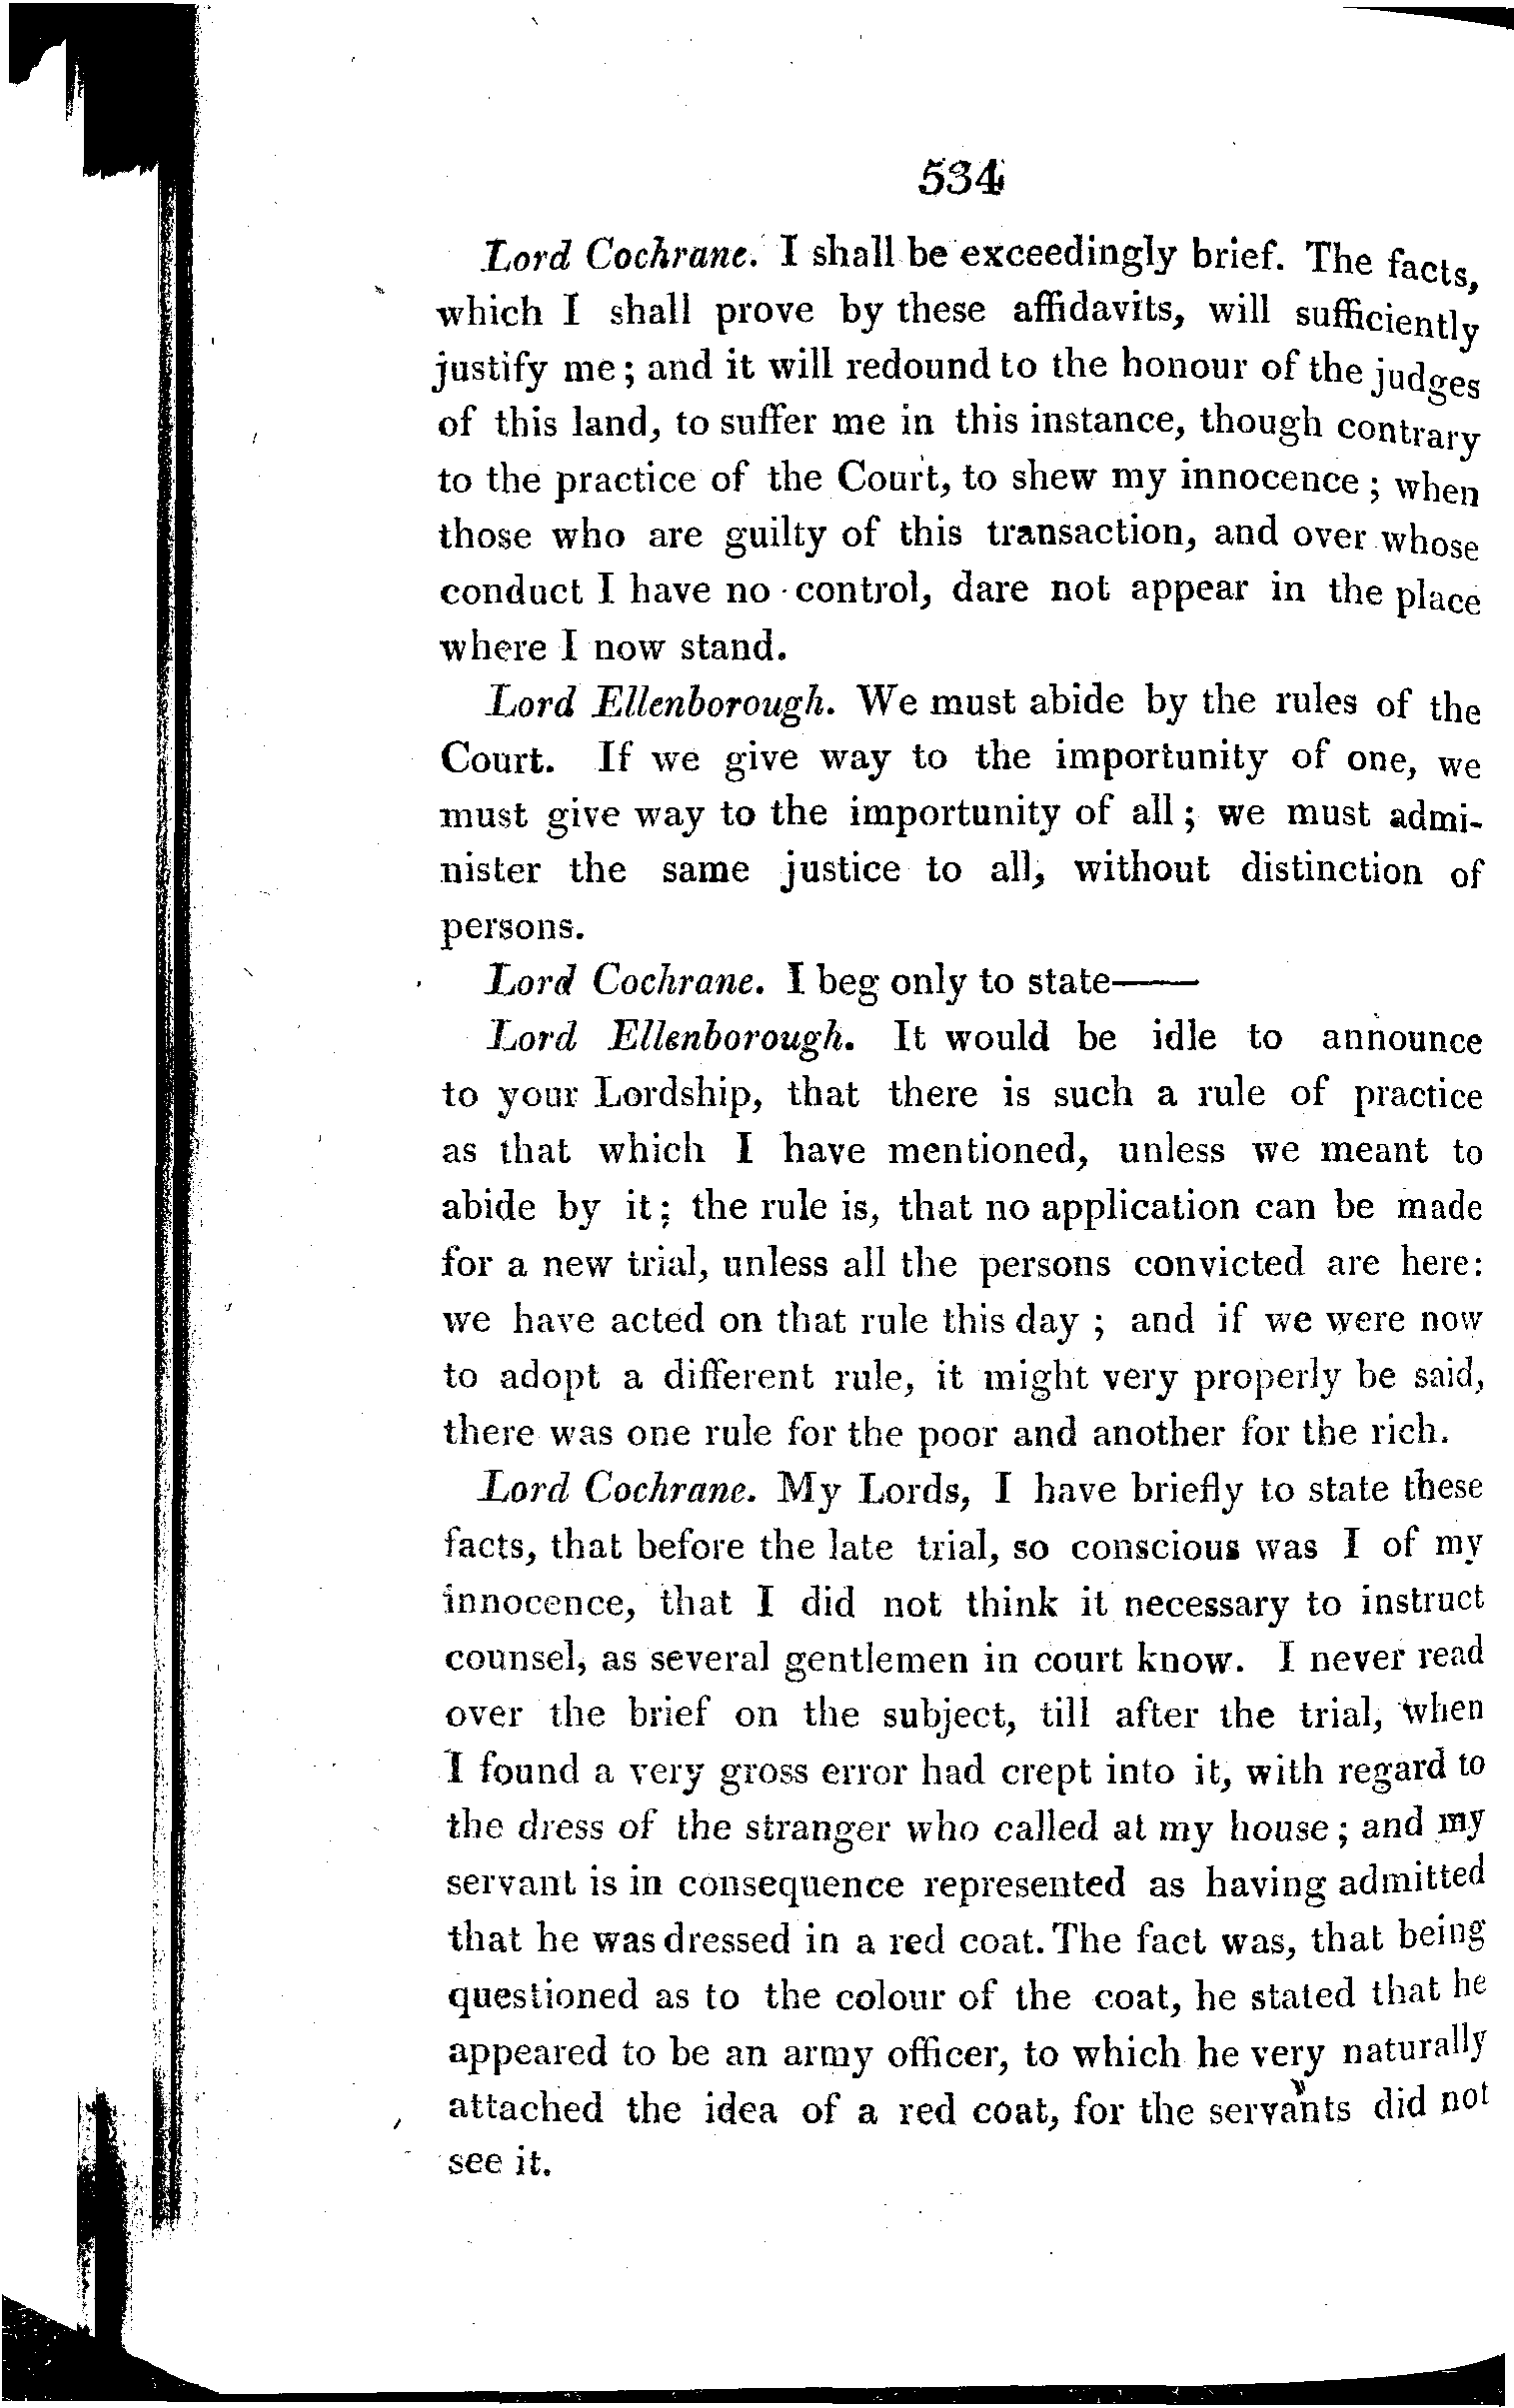 534
Lord Cochrane. I shall be exceedingly brief. The facts,
which I shall prove by these affidavits, will sufficiently
justify me; and it will redound to the honour of the judges
of this land, to suffer me in this instance, though contrary
to the practice of the Court, to shew my innocence; when
those who are guilty of this transaction, and over whose
conduct I have no control, dare not appear in the place
where I now stand.
Lord Ellenborough. We must abide by the rules of the
Court. If we give way to the importunity of one, we
must give way to the importunity of all; we must admi-
nister the same justice to all, without distinction of
persons.
Lord Cochrane. I beg only to state——
Lord Ellenborough. It would be idle to announce
to your Lordship, that there is such a rule of practice
as that which I have mentioned, unless we meant to
abide by it; the rule is, that no application can be made
for a new trial, unless all the persons convicted are here:
we have acted on that rule this day; and if we were now
to adopt a different rule, it might very properly be said,
there was one rule for the poor and another for the rich.
Lord Cochrane. My Lords, I have briefly to state these
facts, that before the late trial, so conscious was I of my
innocence, that I did not think it necessary to instruct
counsel, as several gentlemen in court know. I never read
over the brief on the subject, till after the trial, when
I found a very gross error had crept into it, with regard to
the dress of the stranger who called at my house; and my
servant is in consequence represented as having admitted
that he was dressed in a red coat. The fact was, that being
questioned as to the colour of the coat, he stated that he
appeared to be an army officer, to which he very naturally
attached the idea of a red coat, for the servants did not
see it.